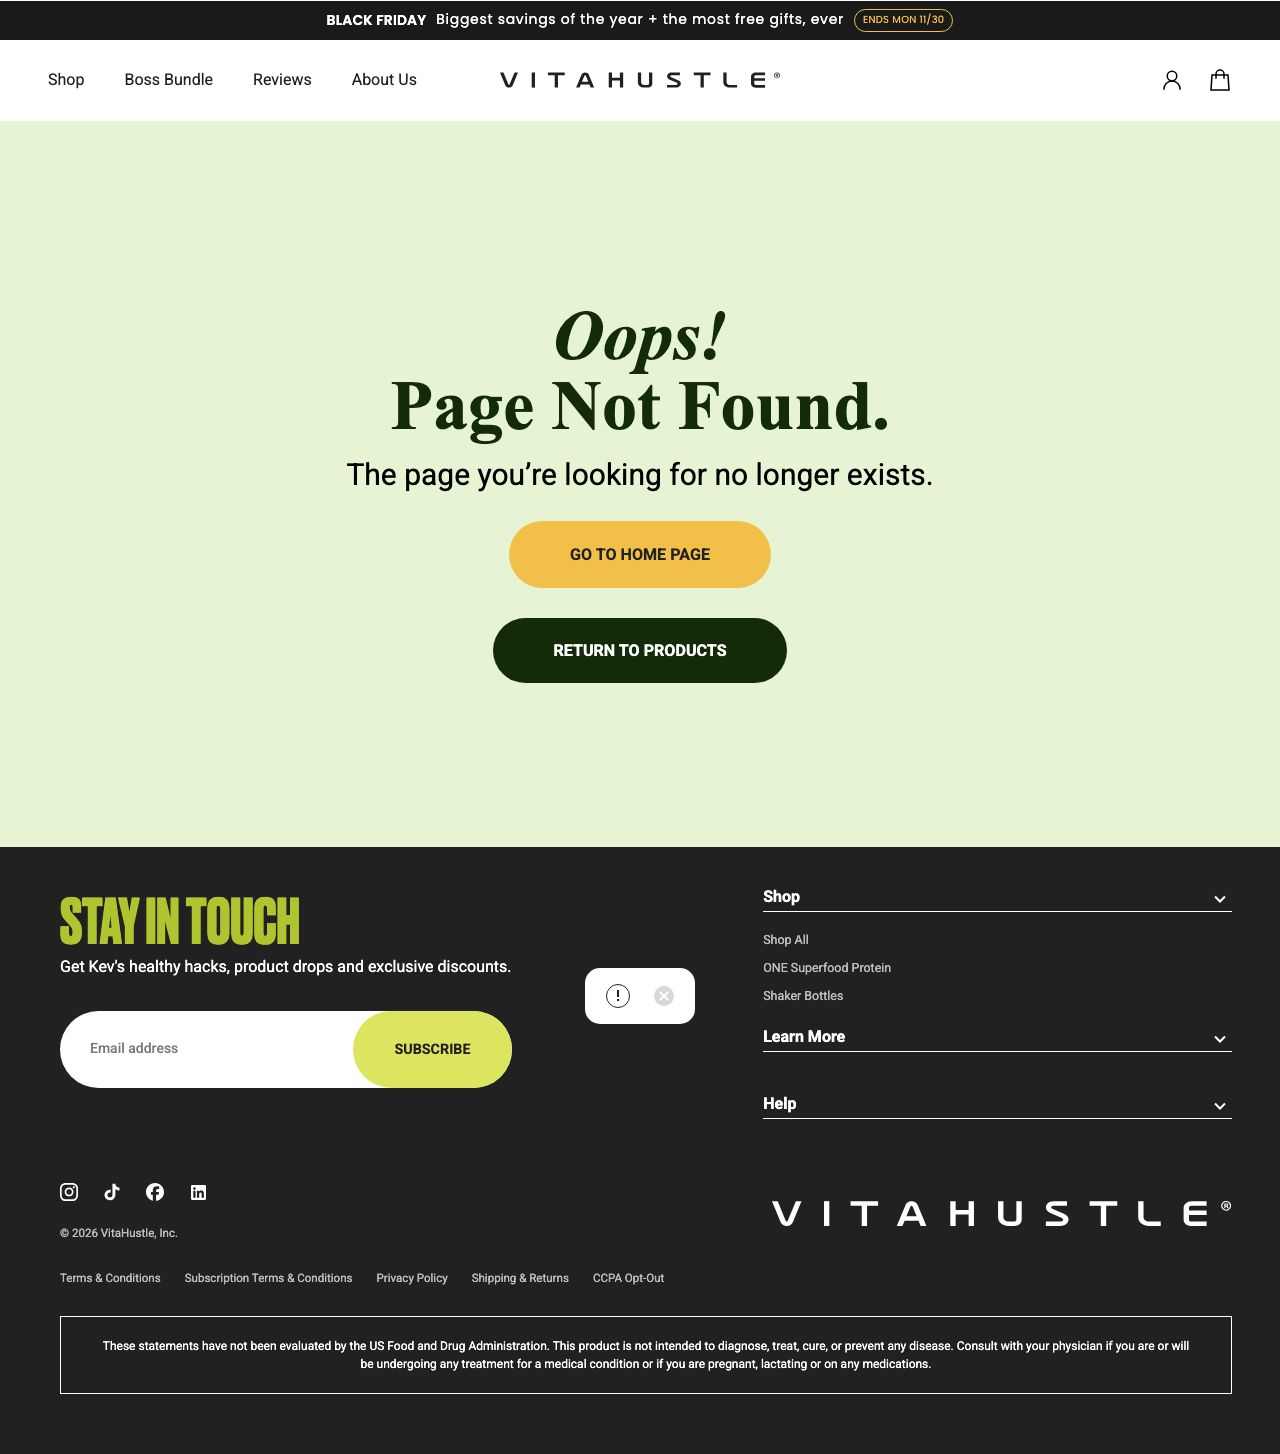 BLACK FRIDAY Biggest savings of the year + the most free gifts, ever ENDS MON 11/30
Shop Boss Bundle Reviews About Us VITAHUSTLE®
Oops!
Page Not Found.
The page you’re looking for no longer exists.
GO TO HOME PAGE
RETURN TO PRODUCTS
STAY IN TOUCH
Get Kev's healthy hacks, product drops and exclusive discounts.
Email address SUBSCRIBE
Shop
Shop All
ONE Superfood Protein
Shaker Bottles
Learn More
Help
VITAHUSTLE®
© 2026 VitaHustle, Inc.
Terms & Conditions Subscription Terms & Conditions Privacy Policy Shipping & Returns CCPA Opt-Out
These statements have not been evaluated by the US Food and Drug Administration. This product is not intended to diagnose, treat, cure, or prevent any disease. Consult with your physician if you are or will
be undergoing any treatment for a medical condition or if you are pregnant, lactating or on any medications.